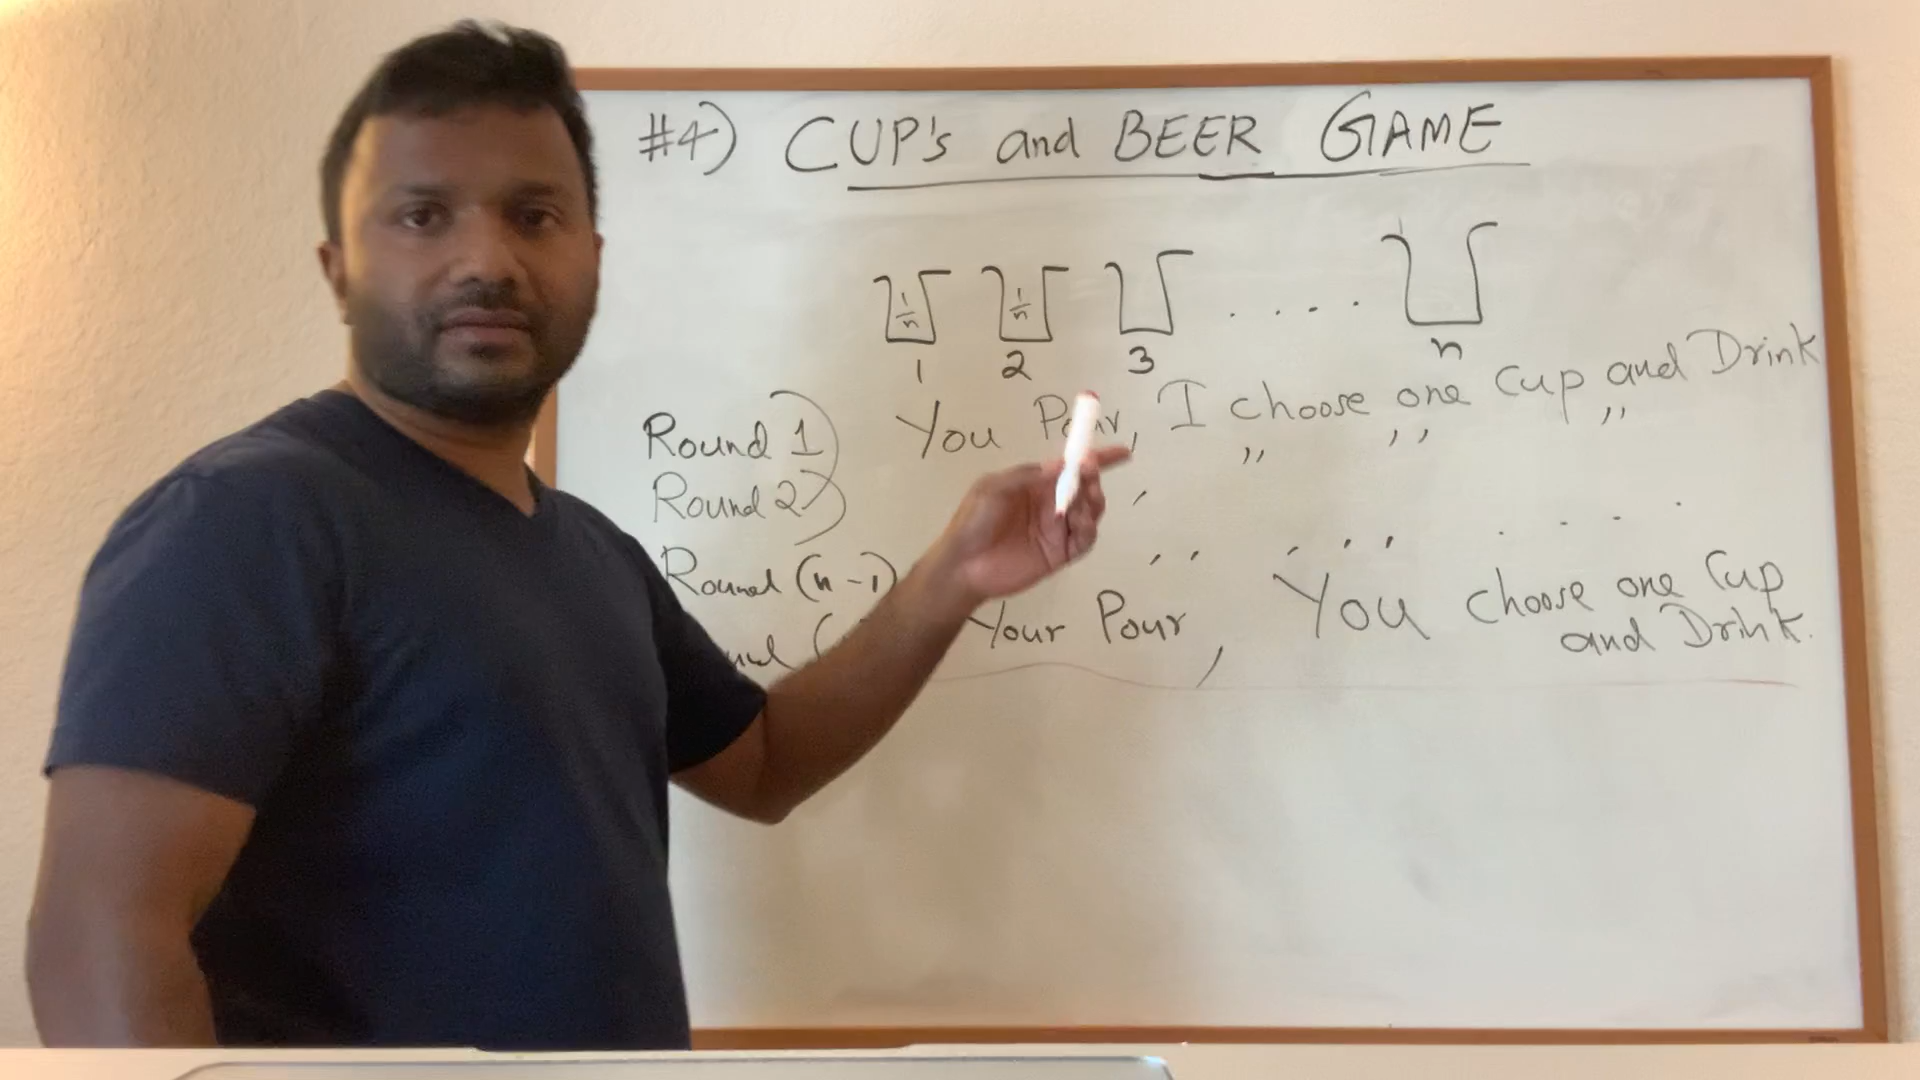 #4) CUP's and BEER GAME
1/n 1/n
1 2 3 . . . . n
Round 1) You Pour, I choose one Cup and Drink
Round 2) , ,, ,, ,,
Round (n-1) , , . . . . . . .
Your Pour, You choose one Cup
and Drink.